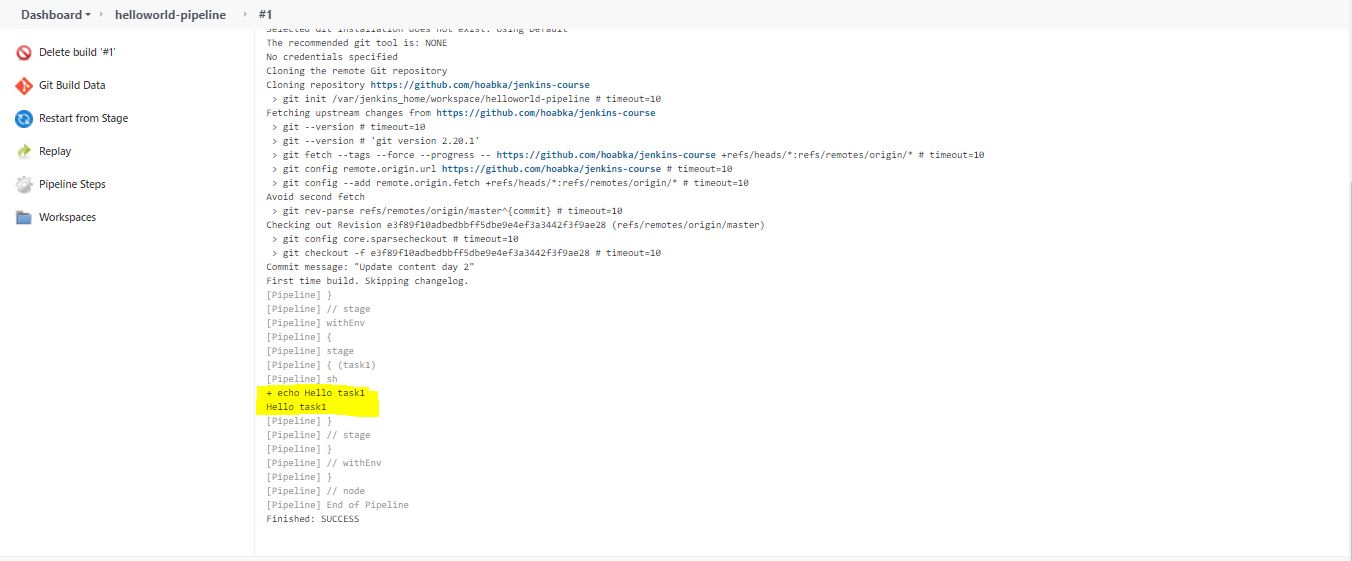 Dashboard helloworld-pipeline #1
Delete build '#1'
Git Build Data
Restart from Stage
Replay
Pipeline Steps
Workspaces
Selected Git installation does not exist. Using Default
The recommended git tool is: NONE
No credentials specified
Cloning the remote Git repository
Cloning repository https://github.com/hoabka/jenkins-course
> git init /var/jenkins_home/workspace/helloworld-pipeline # timeout=10
Fetching upstream changes from https://github.com/hoabka/jenkins-course
> git --version # timeout=10
> git --version # 'git version 2.20.1'
> git fetch --tags --force --progress -- https://github.com/hoabka/jenkins-course +refs/heads/*:refs/remotes/origin/* # timeout=10
> git config remote.origin.url https://github.com/hoabka/jenkins-course # timeout=10
> git config --add remote.origin.fetch +refs/heads/*:refs/remotes/origin/* # timeout=10
Avoid second fetch
> git rev-parse refs/remotes/origin/master^{commit} # timeout=10
Checking out Revision e3f89f10adbedbbff5dbe9e4ef3a3442f3f9ae28 (refs/remotes/origin/master)
> git config core.sparsecheckout # timeout=10
> git checkout -f e3f89f10adbedbbff5dbe9e4ef3a3442f3f9ae28 # timeout=10
Commit message: "Update content day 2"
First time build. Skipping changelog.
[Pipeline] }
[Pipeline] // stage
[Pipeline] withEnv
[Pipeline] {
[Pipeline] stage
[Pipeline] { (task1)
[Pipeline] sh
+ echo Hello task1
Hello task1
[Pipeline] }
[Pipeline] // stage
[Pipeline] }
[Pipeline] // withEnv
[Pipeline] }
[Pipeline] // node
[Pipeline] End of Pipeline
Finished: SUCCESS